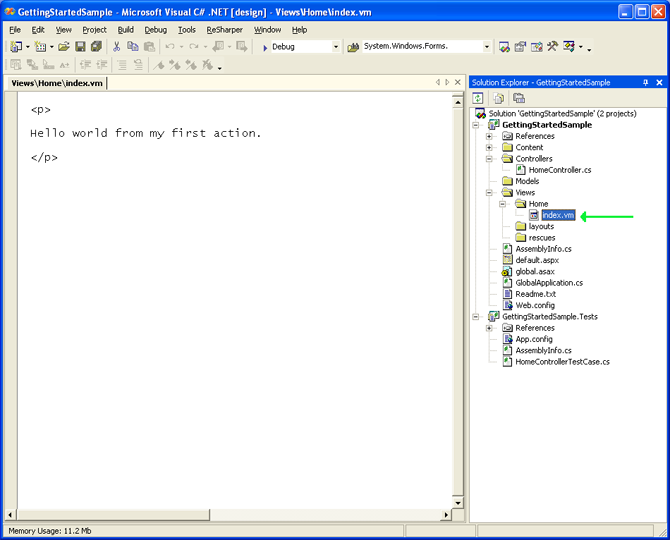 GettingStartedSample - Microsoft Visual C# .NET [design] - Views\Home\index.vm
File Edit View Project Build Debug Tools ReSharper Window Help
Debug System.Windows.Forms.
Views\Home\index.vm
<p>
Hello world from my first action.
</p>
Solution Explorer - GettingStartedSample
Solution 'GettingStartedSample' (2 projects)
GettingStartedSample
References
Content
Controllers
HomeController.cs
Models
Views
Home
index.vm
layouts
rescues
AssemblyInfo.cs
default.aspx
global.asax
GlobalApplication.cs
Readme.txt
Web.config
GettingStartedSample.Tests
References
App.config
AssemblyInfo.cs
HomeControllerTestCase.cs
Memory Usage: 11.2 Mb